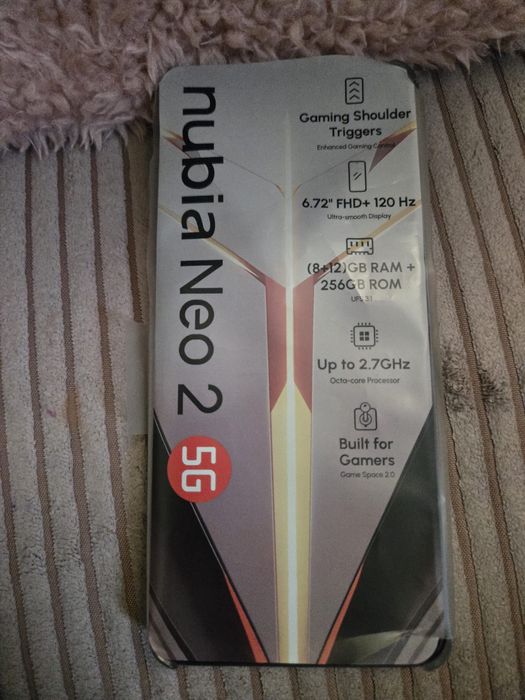 nubia Neo 2 5G
Gaming Shoulder
Triggers
Enhanced Gaming Control
6.72" FHD+ 120 Hz
Ultra-smooth Display
(8+12)GB RAM +
256GB ROM
UFS 3.1
Up to 2.7GHz
Octa-core Processor
Built for
Gamers
Game Space 2.0